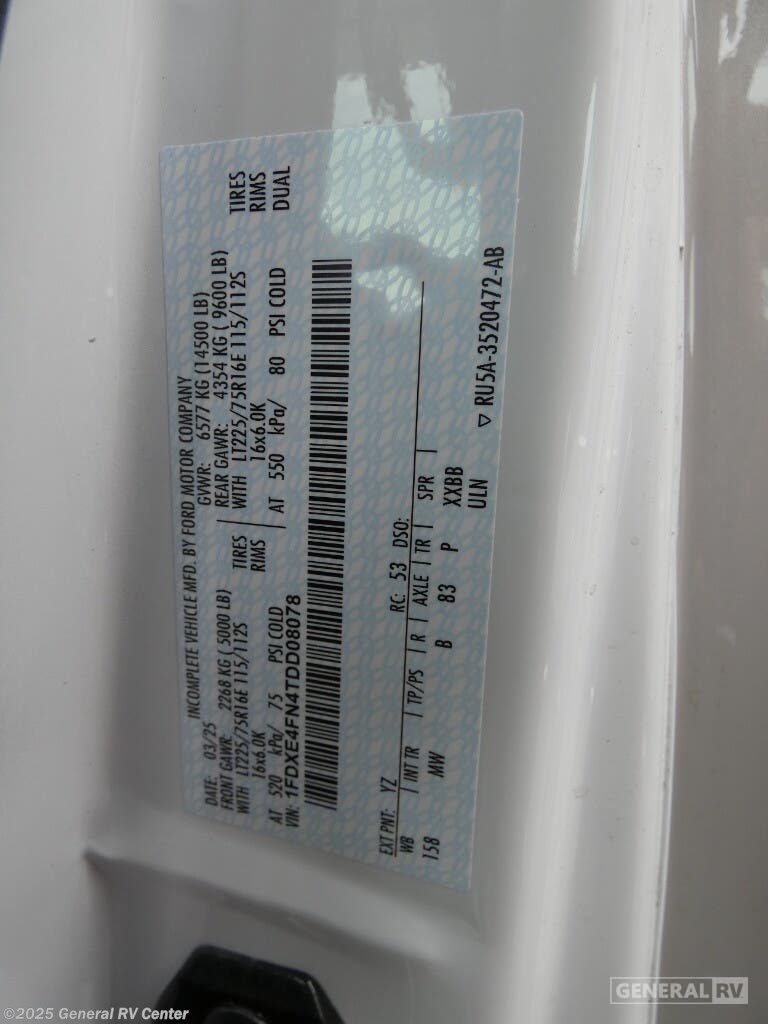 INCOMPLETE VEHICLE MFD. BY FORD MOTOR COMPANY
DATE: 03/25 GVWR: 6577 KG (14500 LB)
FRONT GAWR: 2268 KG ( 5000 LB) REAR GAWR: 4354 KG ( 9600 LB)
WITH LT225/75R16E 115/112S TIRES WITH LT225/75R16E 115/112S TIRES
16x6.0K RIMS 16x6.0K RIMS
AT 520 kPa/ 75 PSI COLD AT 550 kPa/ 80 PSI COLD DUAL
VIN: 1FDXE4FN4TDD08078
EXT PNT: YZ RC: 53 DSO:
WB INT TR TP/PS R AXLE TR SPR
158 MW B 83 P XXBB
ULN
▽ RU5A-3520472-AB
©2025 General RV Center
GENERAL RV